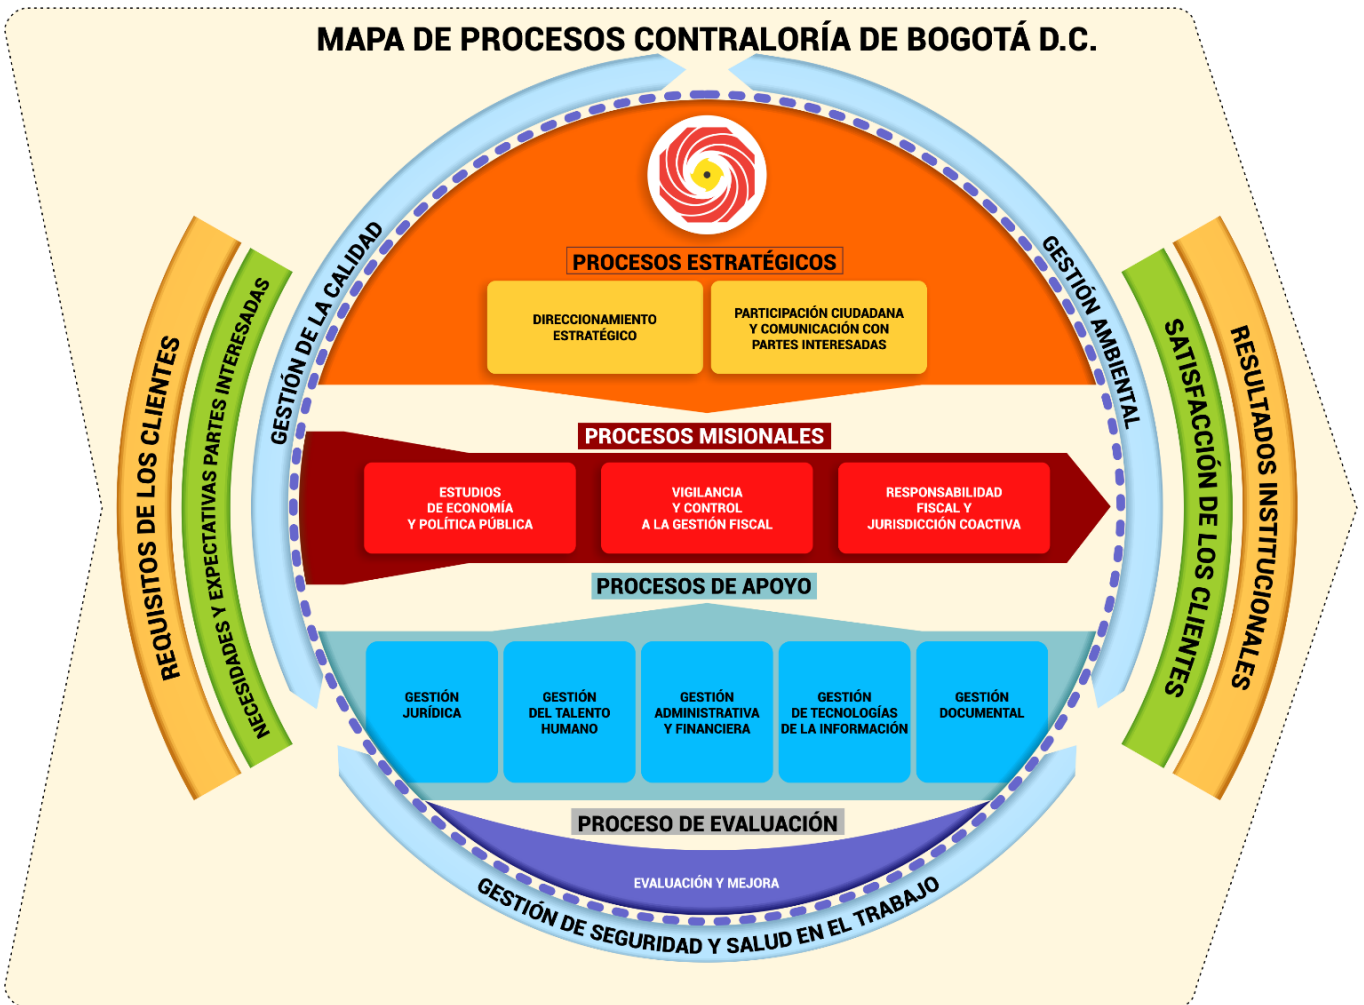 MAPA DE PROCESOS CONTRALORÍA DE BOGOTÁ D.C.
REQUISITOS DE LOS CLIENTES
NECESIDADES Y EXPECTATIVAS PARTES INTERESADAS
GESTIÓN DE LA CALIDAD
PROCESOS ESTRATÉGICOS
DIRECCIONAMIENTO
ESTRATÉGICO
PARTICIPACIÓN CIUDADANA
Y COMUNICACIÓN CON
PARTES INTERESADAS
PROCESOS MISIONALES
ESTUDIOS
DE ECONOMÍA
Y POLÍTICA PÚBLICA
VIGILANCIA
Y CONTROL
A LA GESTIÓN FISCAL
RESPONSABILIDAD
FISCAL Y
JURISDICCIÓN COACTIVA
PROCESOS DE APOYO
GESTIÓN
JURÍDICA
GESTIÓN
DEL TALENTO
HUMANO
GESTIÓN
ADMINISTRATIVA
Y FINANCIERA
GESTIÓN
DE TECNOLOGÍAS
DE LA INFORMACIÓN
GESTIÓN
DOCUMENTAL
PROCESO DE EVALUACIÓN
EVALUACIÓN Y MEJORA
GESTIÓN DE SEGURIDAD Y SALUD EN EL TRABAJO
GESTIÓN AMBIENTAL
SATISFACCIÓN DE LOS CLIENTES
RESULTADOS INSTITUCIONALES